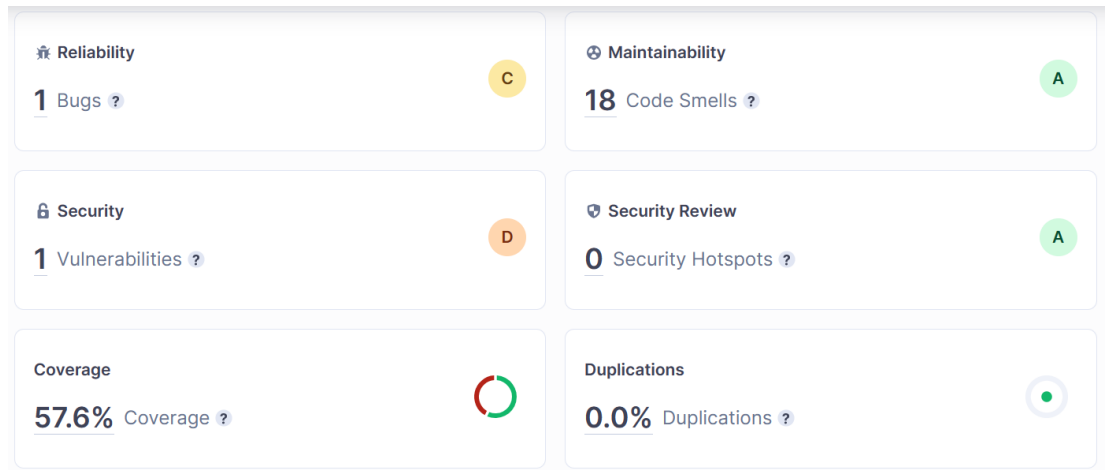 Reliability
1 Bugs ?
C
Maintainability
18 Code Smells ?
A
Security
1 Vulnerabilities ?
D
Security Review
0 Security Hotspots ?
A
Coverage
57.6% Coverage ?
Duplications
0.0% Duplications ?